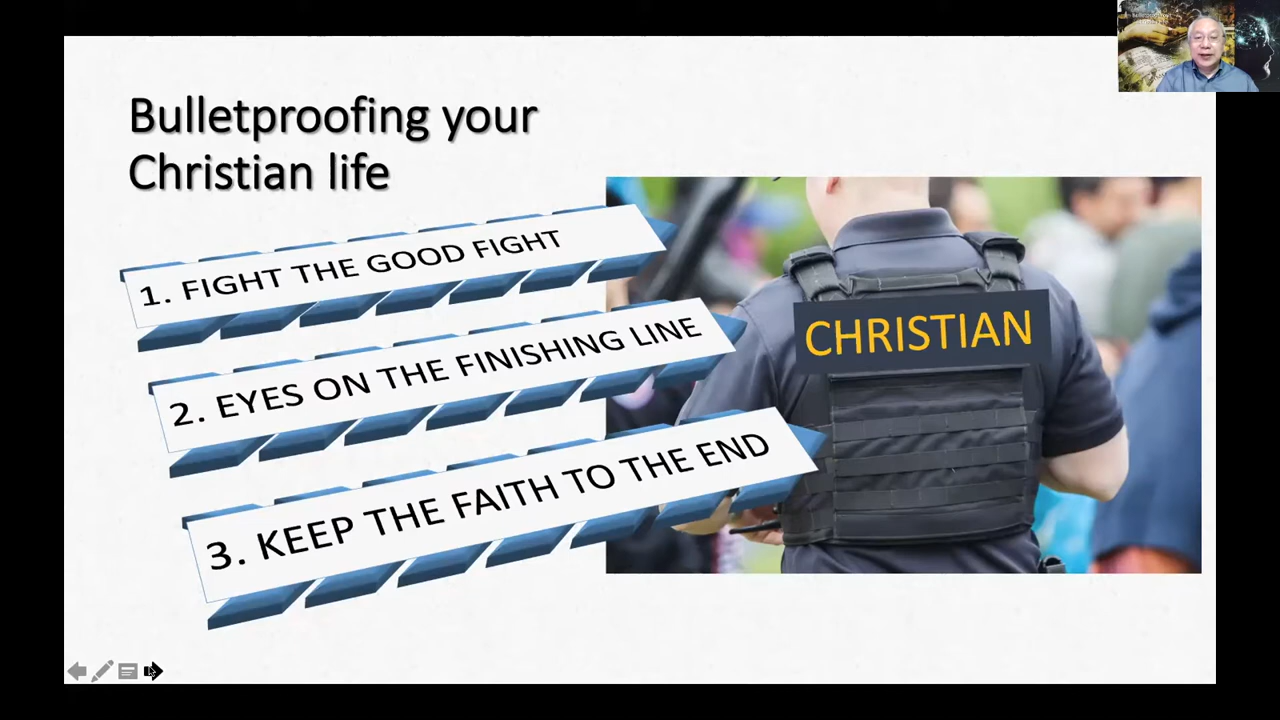 Bulletproofing your
Christian life
1. FIGHT THE GOOD FIGHT
2. EYES ON THE FINISHING LINE
3. KEEP THE FAITH TO THE END
CHRISTIAN